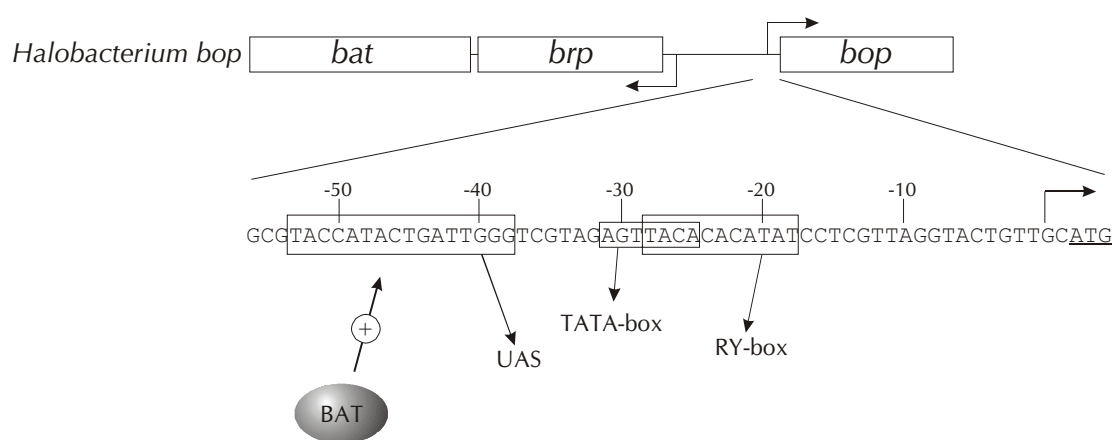 Halobacterium bop bat brp bop
-50 -40 -30 -20 -10
GCGTACCATACTGATTGGGTCGTAGAGTTACACACATATCCTCGTTAGGTACTGTTGCATG
TATA-box
RY-box
UAS
+
BAT